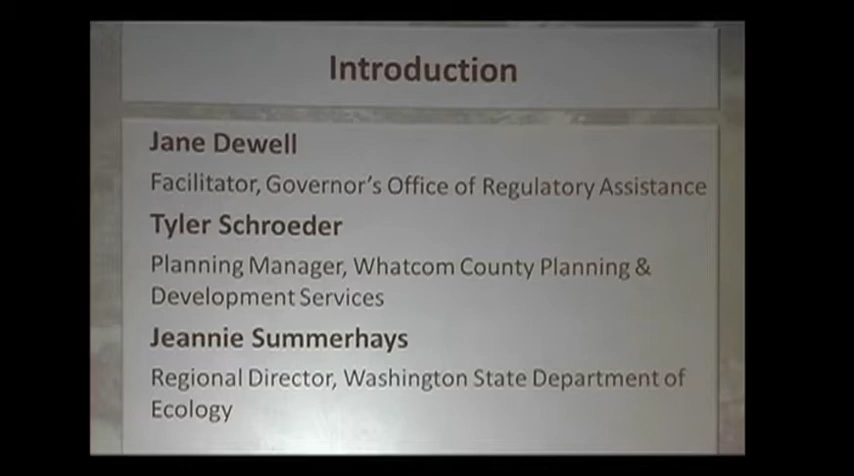 Introduction
Jane Dewell
Facilitator, Governor's Office of Regulatory Assistance
Tyler Schroeder
Planning Manager, Whatcom County Planning &
Development Services
Jeannie Summerhays
Regional Director, Washington State Department of
Ecology